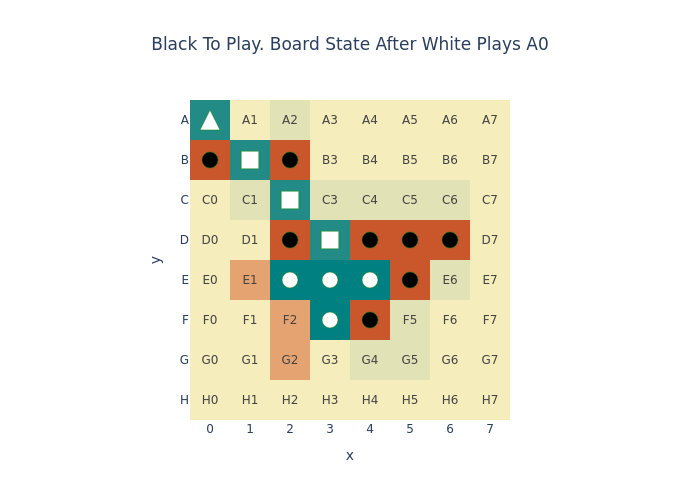 Black To Play. Board State After White Plays A0
A A1 A2 A3 A4 A5 A6 A7
B B3 B4 B5 B6 B7
C C0 C1 C3 C4 C5 C6 C7
D D0 D1 D7
E E0 E1 E6 E7
F F0 F1 F2 F5 F6 F7
G G0 G1 G2 G3 G4 G5 G6 G7
H H0 H1 H2 H3 H4 H5 H6 H7
0 1 2 3 4 5 6 7
x
y